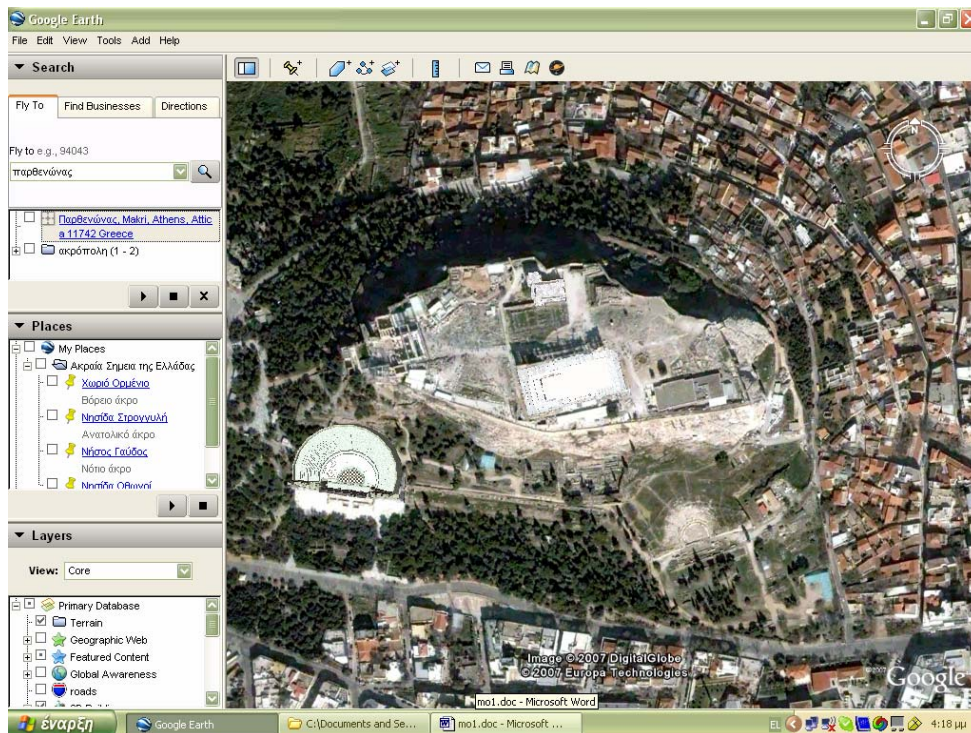 Google Earth
File Edit View Tools Add Help
Search
Fly To Find Businesses Directions
Fly to e.g., 94043
παρθενώνας
Παρθενώνας, Makri, Athens, Attic
a 11742 Greece
ακρόπολη (1 - 2)
Places
My Places
Ακραία Σημεια της Ελλάδας
Χωριό Ορμένιο
Βόρειο άκρο
Νησίδα Στρογγυλή
Ανατολικό άκρο
Νήσος Γαύδος
Νότιο άκρο
Νησίδα Οθωνοί
Layers
View: Core
Primary Database
Terrain
Geographic Web
Featured Content
Global Awareness
roads
N
Image © 2007 DigitalGlobe
© 2007 Europa Technologies
©2007 Google
mo1.doc - Microsoft Word
έναρξη Google Earth C:\Documents and Se... mo1.doc - Microsoft ... EL 4:18 μμ